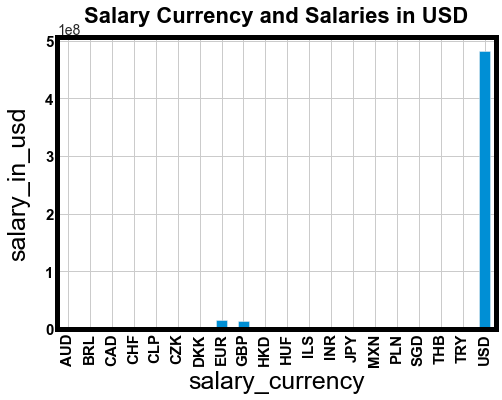 Salary Currency and Salaries in USD
1e8
5
4
3
2
1
0
salary_in_usd
AUD BRL CAD CHF CLP CZK DKK EUR GBP HKD HUF ILS INR JPY MXN PLN SGD THB TRY USD
salary_currency